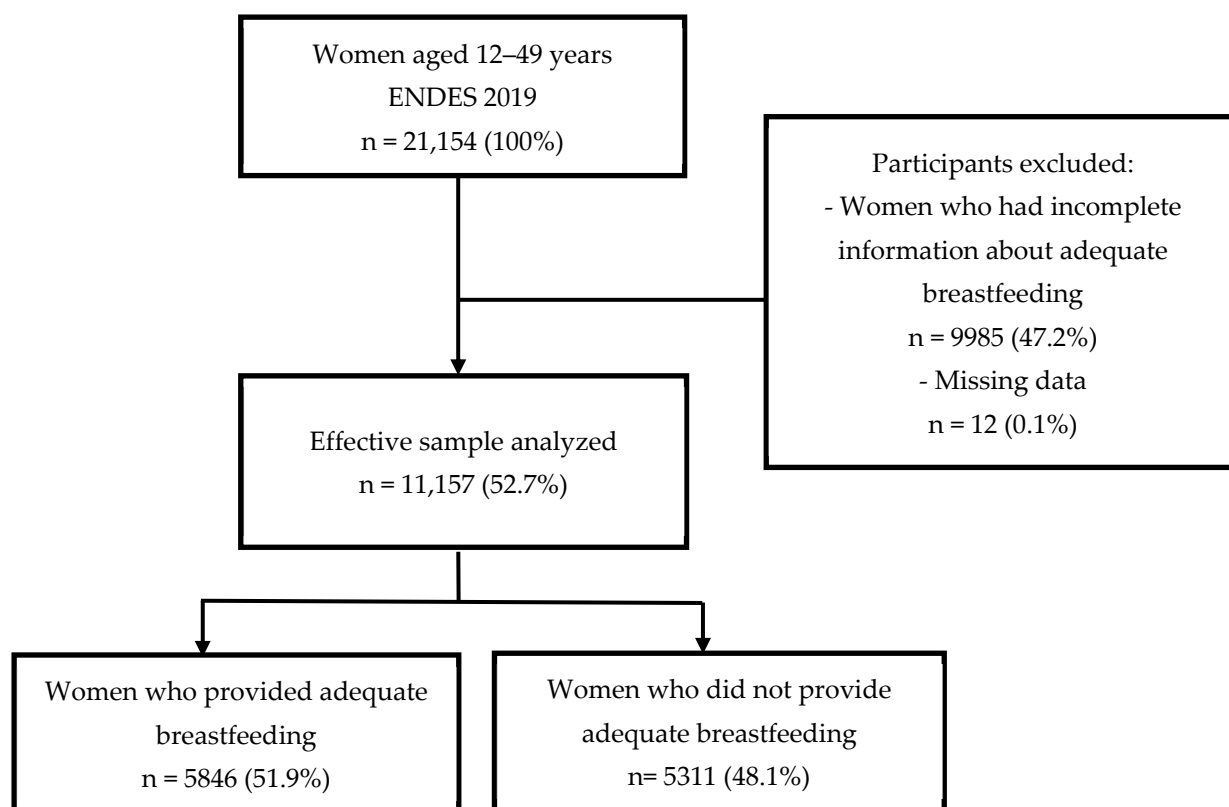 Women aged 12–49 years
ENDES 2019
n = 21,154 (100%)
Participants excluded:
- Women who had incomplete
information about adequate
breastfeeding
n = 9985 (47.2%)
- Missing data
n = 12 (0.1%)
Effective sample analyzed
n = 11,157 (52.7%)
Women who provided adequate
breastfeeding
n = 5846 (51.9%)
Women who did not provide
adequate breastfeeding
n= 5311 (48.1%)